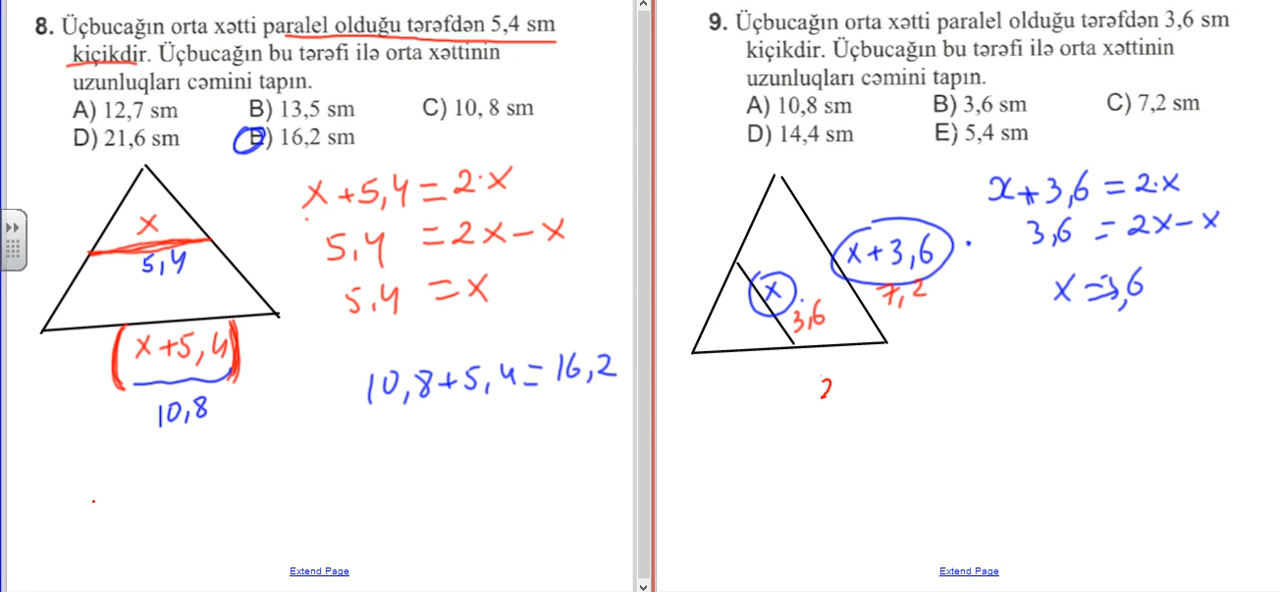 8. Üçbucağın orta xətti paralel olduğu tərəfdən 5,4 sm
kiçikdir. Üçbucağın bu tərəfi ilə orta xəttinin
uzunluqları cəmini tapın.
A) 12,7 sm B) 13,5 sm C) 10, 8 sm
D) 21,6 sm E) 16,2 sm
x
5,4
(x+5,4)
10,8
x+5,4=2·x
5,4 =2x-x
5,4 =x
10,8+5,4=16,2
Extend Page
9. Üçbucağın orta xətti paralel olduğu tərəfdən 3,6 sm
kiçikdir. Üçbucağın bu tərəfi ilə orta xəttinin
uzunluqları cəmini tapın.
A) 10,8 sm B) 3,6 sm C) 7,2 sm
D) 14,4 sm E) 5,4 sm
x+3,6
x
3,6
7,2
x+3,6=2·x
3,6 =2x-x
x=3,6
Extend Page